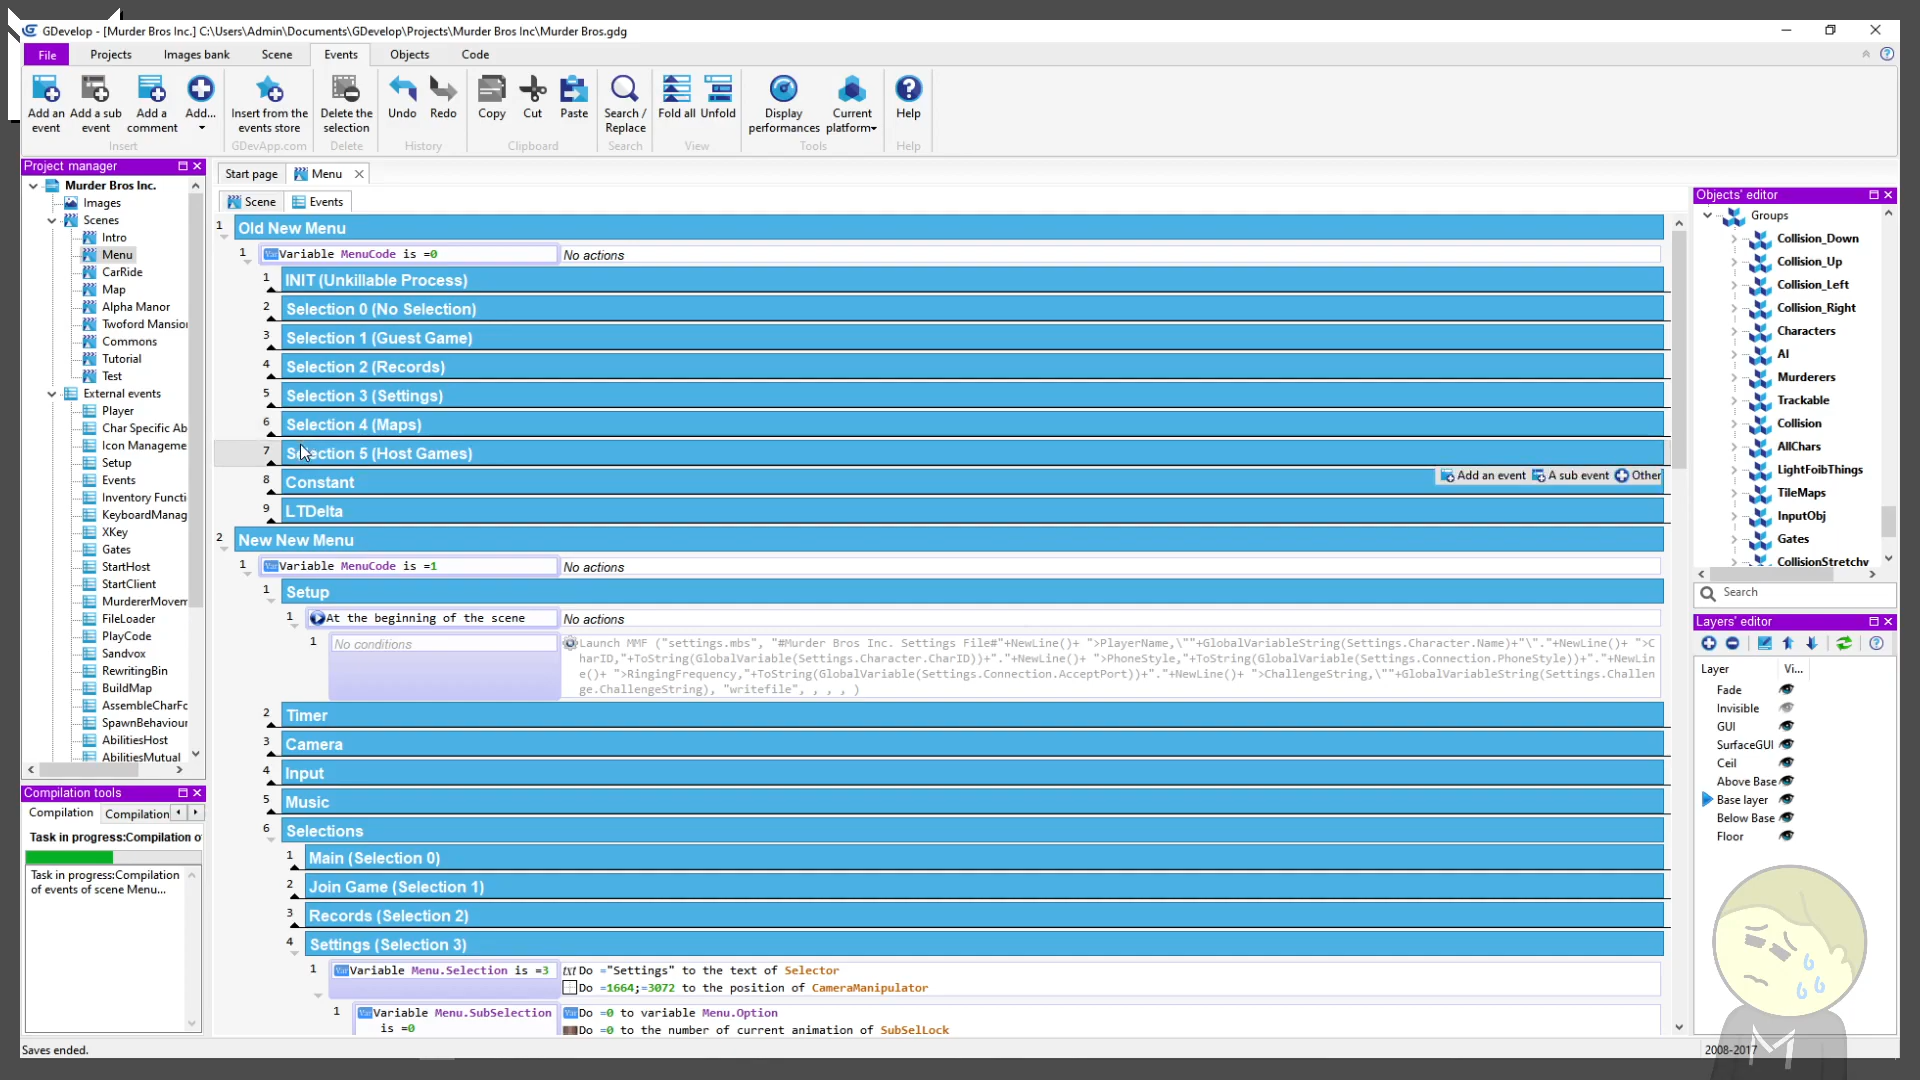 GDevelop - [Murder Bros Inc.] C:\Users\Admin\Documents\GDevelop\Projects\Murder Bros Inc\Murder Bros.gdg
File Projects Images bank Scene Events Objects Code
Add an event
Add a sub event
Add a comment
Add...
Insert from the events store
Delete the selection
Undo
Redo
Copy
Cut
Paste
Search / Replace
Fold all
Unfold
Display performances
Current platform
Help
Insert GDevApp.com Delete History Clipboard Search View Tools Help
Project manager
Murder Bros Inc.
Images
Scenes
Intro
Menu
CarRide
Map
Alpha Manor
Twoford Mansio
Commons
Tutorial
Test
External events
Player
Char Specific Ab
Icon Manageme
Setup
Events
Inventory Functi
KeyboardManag
XKey
Gates
StartHost
StartClient
MurdererMovem
FileLoader
PlayCode
Sandvox
RewritingBin
BuildMap
AssembleCharFo
SpawnBehaviour
AbilitiesHost
AbilitiesMutual
Compilation tools
Compilation Compilation
Task in progress:Compilation o
Task in progress:Compilation
of events of scene Menu...
Saves ended.
Start page Menu
Scene Events
1 Old New Menu
1 Variable MenuCode is =0 No actions
1 INIT (Unkillable Process)
2 Selection 0 (No Selection)
3 Selection 1 (Guest Game)
4 Selection 2 (Records)
5 Selection 3 (Settings)
6 Selection 4 (Maps)
7 Selection 5 (Host Games)
Add an event A sub event Other
8 Constant
9 LTDelta
2 New New Menu
1 Variable MenuCode is =1 No actions
1 Setup
1 At the beginning of the scene No actions
1 No conditions Launch MMF ("settings.mbs", "#Murder Bros Inc. Settings File#"+NewLine()+ ">PlayerName,\""+GlobalVariableString(Settings.Character.Name)+"\"."+NewLine()+ ">C
harID,"+ToString(GlobalVariable(Settings.Character.CharID))+"."+NewLine()+ ">PhoneStyle,"+ToString(GlobalVariable(Settings.Connection.PhoneStyle))+"."+NewLin
e()+ ">RingingFrequency,"+ToString(GlobalVariable(Settings.Connection.AcceptPort))+"."+NewLine()+ ">ChallengeString,\""+GlobalVariableString(Settings.Challen
ge.ChallengeString), "writefile", , , , )
2 Timer
3 Camera
4 Input
5 Music
6 Selections
1 Main (Selection 0)
2 Join Game (Selection 1)
3 Records (Selection 2)
4 Settings (Selection 3)
1 Variable Menu.Selection is =3 Do ="Settings" to the text of Selector
Do =1664;=3072 to the position of CameraManipulator
1 Variable Menu.SubSelection Do =0 to variable Menu.Option
is =0 Do =0 to the number of current animation of SubSelLock
Objects' editor
Groups
Collision_Down
Collision_Up
Collision_Left
Collision_Right
Characters
AI
Murderers
Trackable
Collision
AllChars
LightFoibThings
TileMaps
InputObj
Gates
CollisionStretchy
Search
Layers' editor
Layer Vi...
Fade
Invisible
GUI
SurfaceGUI
Ceil
Above Base
Base layer
Below Base
Floor
2008-2017